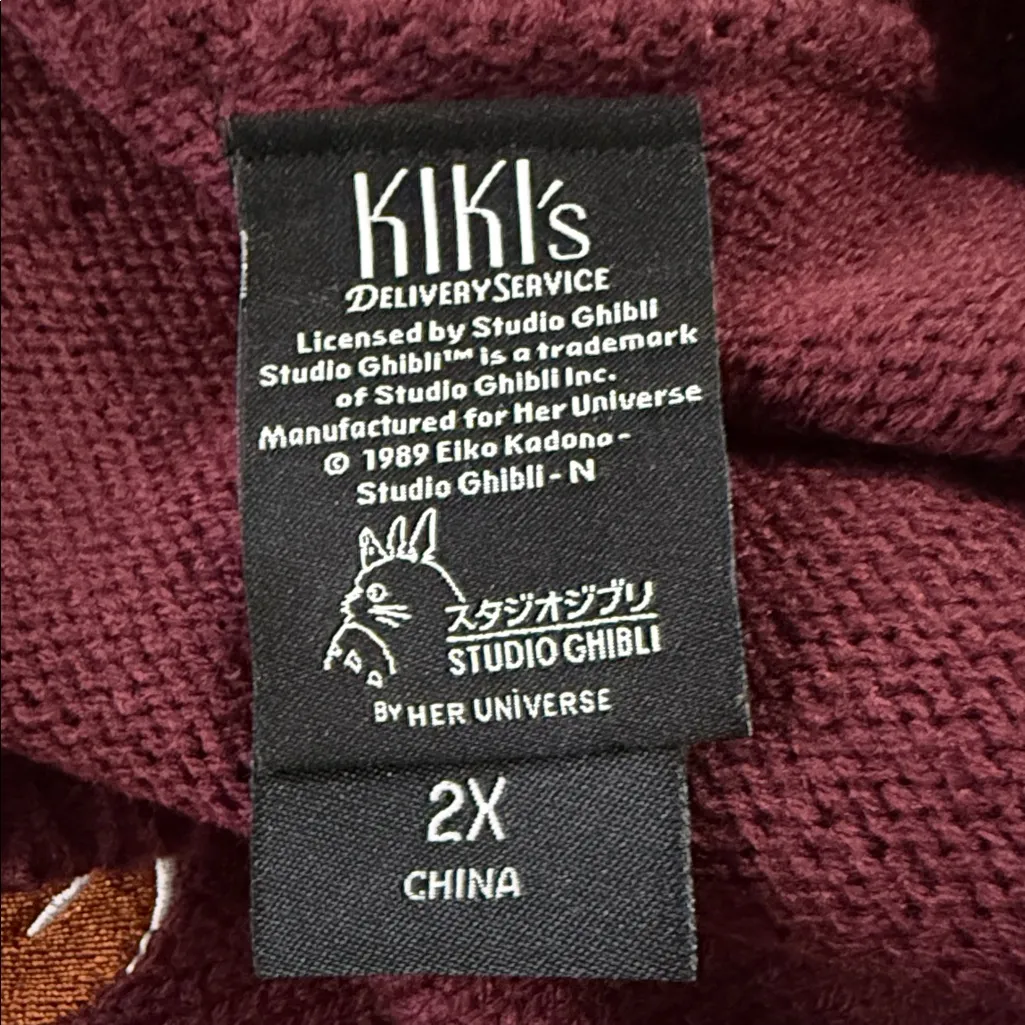 KIKI's
DELIVERY SERVICE
Licensed by Studio Ghibli
Studio Ghibli™ is a trademark
of Studio Ghibli Inc.
Manufactured for Her Universe
© 1989 Eiko Kadono -
Studio Ghibli - N
スタジオジブリ
STUDIO GHIBLI
BY HER UNIVERSE
2X
CHINA